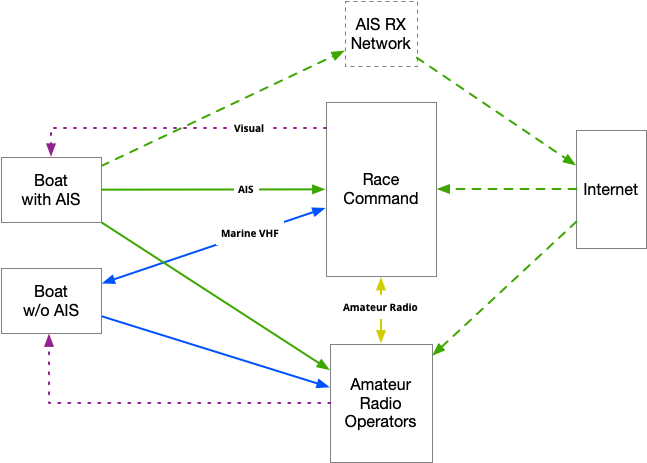 AIS RX
Network
Visual
Race
Command
Boat
with AIS
AIS
Internet
Marine VHF
Boat
w/o AIS
Amateur Radio
Amateur
Radio
Operators